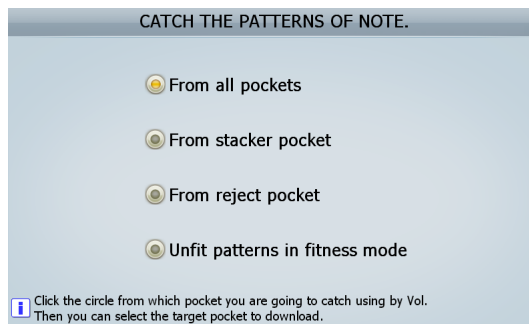 CATCH THE PATTERNS OF NOTE.
From all pockets
From stacker pocket
From reject pocket
Unfit patterns in fitness mode
Click the circle from which pocket you are going to catch using by Vol.
Then you can select the target pocket to download.